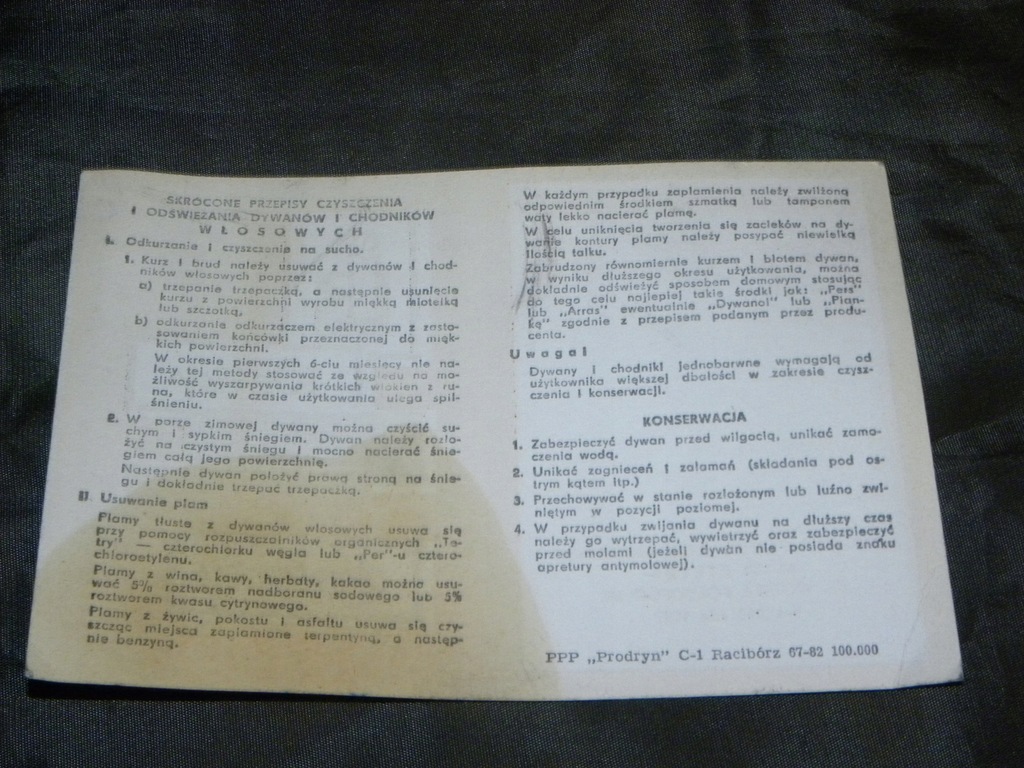 SKRÓCONE PRZEPISY CZYSZCZENIA
I ODŚWIEŻANIA DYWANÓW I CHODNIKÓW
WŁOSOWYCH
I. Odkurzanie i czyszczenie na sucho.
1. Kurz i brud należy usuwać z dywanów i chod-
ników włosowych poprzez:
a) trzepanie trzepaczką, a następnie usunięcie
kurzu z powierzchni wyrobu miękką miotełką
lub szczotką,
b) odkurzanie odkurzaczem elektrycznym z zasto-
sowaniem końcówki przeznaczonej do mięk-
kich powierzchni.
W okresie pierwszych 6-ciu miesięcy nie na-
leży tej metody stosować ze względu na mo-
żliwość wyszarpywania krótkich włókien z ru-
na, które w czasie użytkowania ulega spil-
śnieniu.
2. W porze zimowej dywany można czyścić su-
chym i sypkim śniegiem. Dywan należy rozło-
żyć na czystym śniegu i mocno nacierać śnie-
giem całą jego powierzchnię.
Następnie dywan położyć prawą stroną na śnie-
gu i dokładnie trzepać trzepaczką.
II Usuwanie plam
Plamy tłuste z dywanów włosowych usuwa się
przy pomocy rozpuszczalników organicznych „Te-
try" — czterochlorku węgla lub „Per"-u cztero-
chloroetylenu.
Plamy z wina, kawy, herbaty, kakao można usu-
wać 5% roztworem nadboranu sodowego lub 5%
roztworem kwasu cytrynowego.
Plamy z żywic, pokostu i asfaltu usuwa się czy-
szcząc miejsca zaplamione terpentyną, a następ-
nie benzyną.
W każdym przypadku zaplamienia należy zwilżoną
odpowiednim środkiem szmatką lub tamponem
waty lekko nacierać plamę.
W celu uniknięcia tworzenia się zacieków na dy-
wanie kontury plamy należy posypać niewielką
ilością talku.
Zabrudzony równomiernie kurzem i błotem dywan,
w wyniku dłuższego okresu użytkowania, można
dokładnie odświeżyć sposobem domowym stosując
do tego celu najlepiej takie środki jak: „Pers"
lub „Arras" ewentualnie „Dywanol" lub „Pian-
kę" zgodnie z przepisem podanym przez produ-
centa.
Uwaga!
Dywany i chodniki jednobarwne wymagają od
użytkownika większej dbałości w zakresie czysz-
czenia i konserwacji.
KONSERWACJA
1. Zabezpieczyć dywan przed wilgocią, unikać zamo-
czenia wodą.
2. Unikać zagnieceń i załamań (składania pod os-
trym kątem itp.)
3. Przechowywać w stanie rozłożonym lub luźno zwi-
niętym w pozycji poziomej.
4. W przypadku zwijania dywanu na dłuższy czas
należy go wytrzepać, wywietrzyć oraz zabezpieczyć
przed molami (jeżeli dywan nie posiada znaku
apretury antymolowej).
PPP „Prodryn" C-1 Racibórz 67-82 100.000